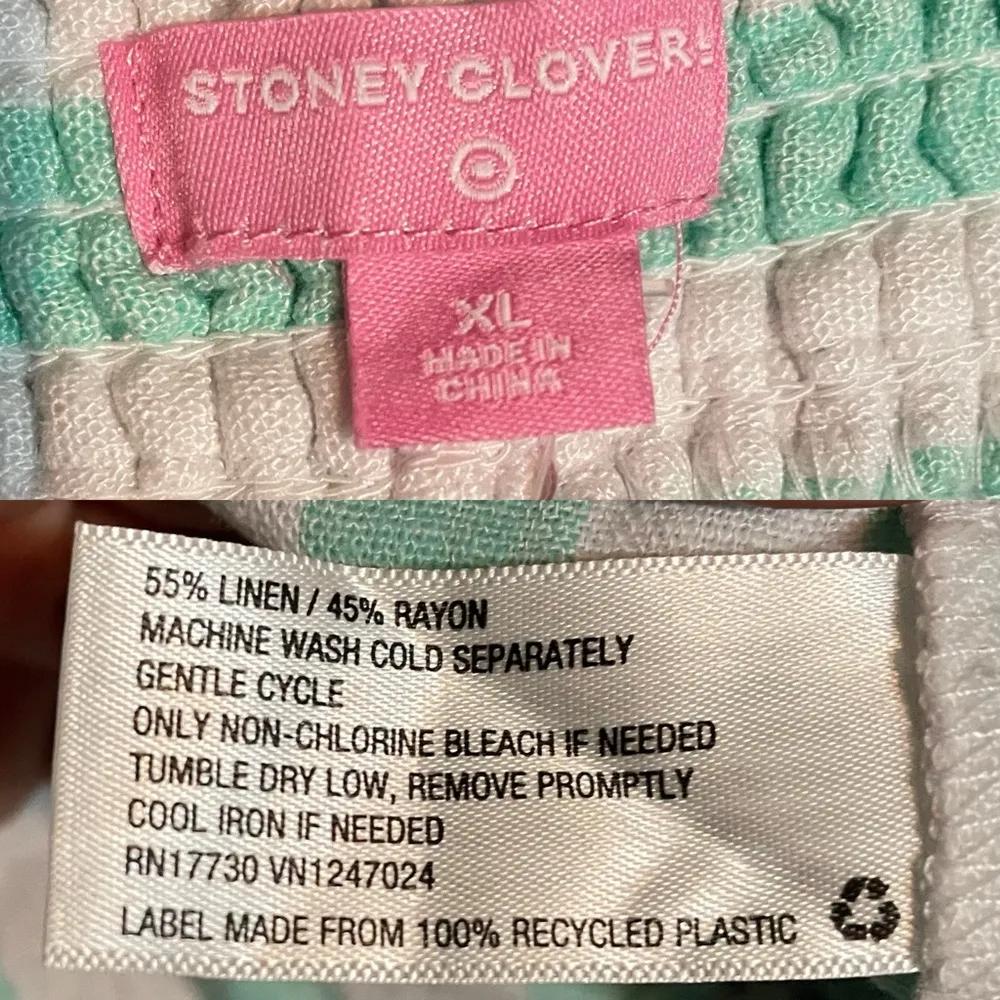 STONEY CLOVER L
XL
MADE IN
CHINA
55% LINEN / 45% RAYON
MACHINE WASH COLD SEPARATELY
GENTLE CYCLE
ONLY NON-CHLORINE BLEACH IF NEEDED
TUMBLE DRY LOW, REMOVE PROMPTLY
COOL IRON IF NEEDED
RN17730 VN1247024
LABEL MADE FROM 100% RECYCLED PLASTIC